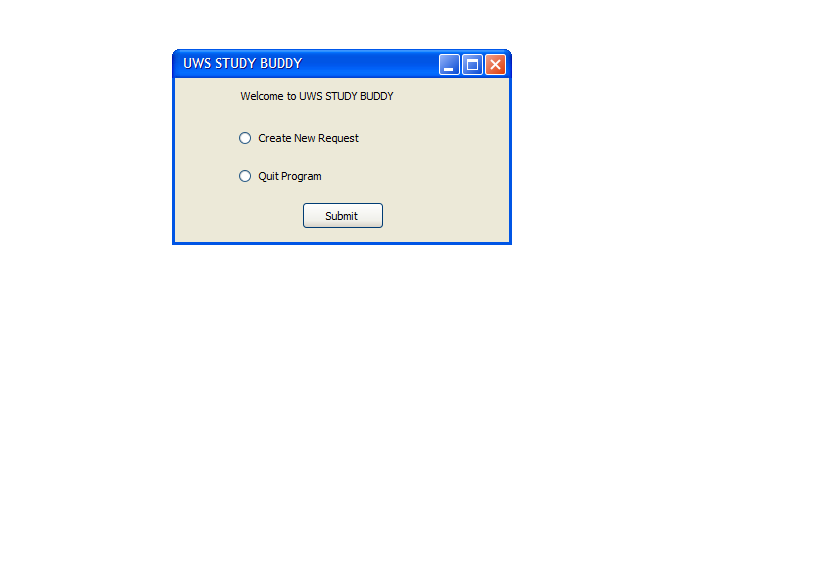 UWS STUDY BUDDY
Welcome to UWS STUDY BUDDY
Create New Request
Quit Program
Submit